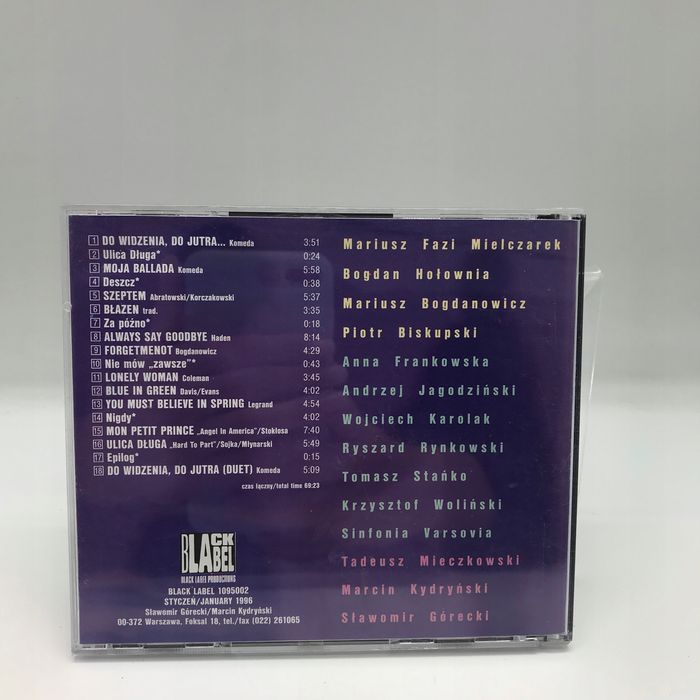 1 DO WIDZENIA, DO JUTRA... Komeda 3:51
2 Ulica Długa* 0:24
3 MOJA BALLADA Komeda 5:58
4 Deszcz* 0:38
5 SZEPTEM Abratowski/Korczakowski 5:37
6 BŁAZEN trad. 3:35
7 Za późno* 0:18
8 ALWAYS SAY GOODBYE Haden 8:14
9 FORGETMENOT Bogdanowicz 4:29
10 Nie mów „zawsze"* 0:43
11 LONELY WOMAN Coleman 3:45
12 BLUE IN GREEN Davis/Evans 4:02
13 YOU MUST BELIEVE IN SPRING Legrand 4:54
14 Nigdy* 4:02
15 MON PETIT PRINCE „Angel in America"/Stokłosa 7:40
16 ULICA DŁUGA „Hard To Part"/Sojka/Młynarski 5:49
17 Epilog* 0:15
18 DO WIDZENIA, DO JUTRA (DUET) Komeda 5:09
czas łączny/total time 69:23
BLACK
LABEL
BLACK LABEL PRODUCTIONS
BLACK LABEL 1095002
STYCZEŃ/JANUARY 1996
Sławomir Górecki/Marcin Kydryński
00-372 Warszawa, Foksal 18, tel./fax (022) 261065
Mariusz Fazi Mielczarek
Bogdan Hołownia
Mariusz Bogdanowicz
Piotr Biskupski
Anna Frankowska
Andrzej Jagodziński
Wojciech Karolak
Ryszard Rynkowski
Tomasz Stańko
Krzysztof Woliński
Sinfonia Varsovia
Tadeusz Mieczkowski
Marcin Kydryński
Sławomir Górecki